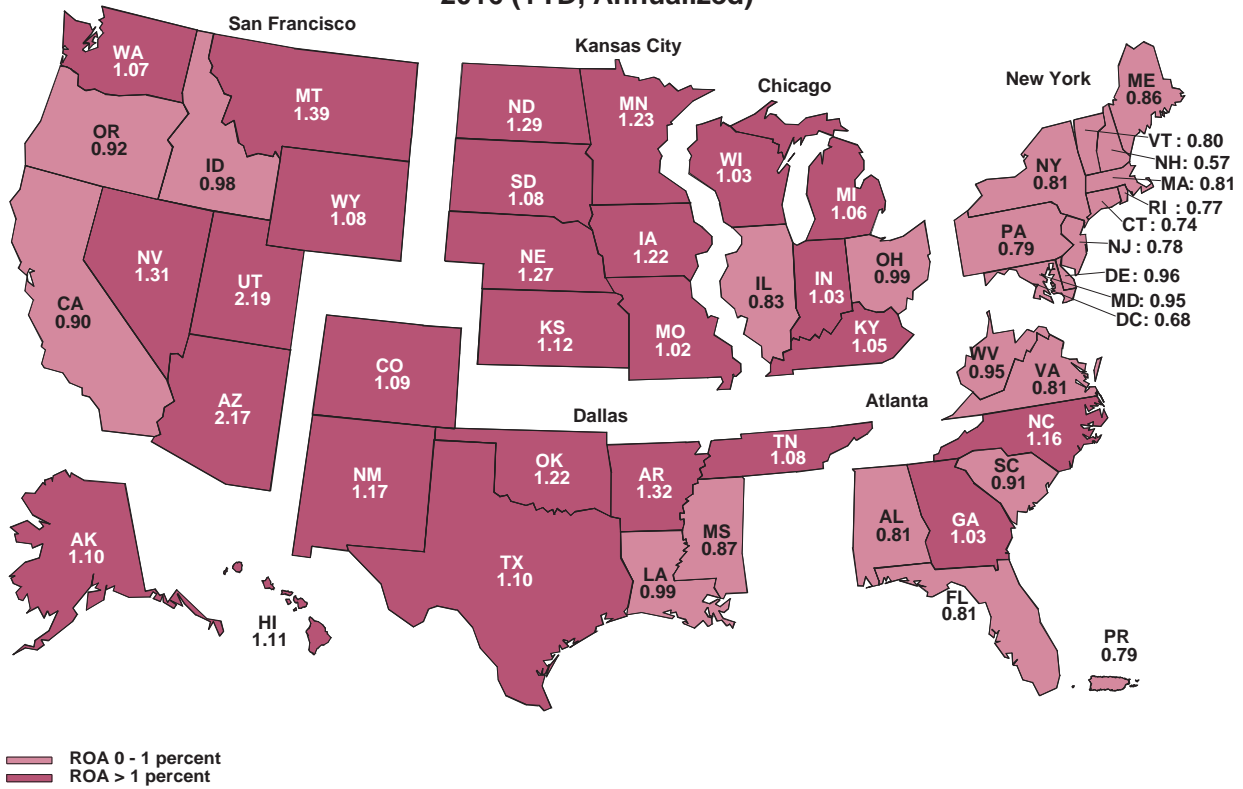 2016 (YTD, Annualized)
San Francisco
Kansas City
Chicago
New York
WA
1.07
MT
1.39
OR
0.92
ID
0.98
WY
1.08
NV
1.31
UT
2.19
CA
0.90
AZ
2.17
AK
1.10
HI
1.11
ND
1.29
MN
1.23
SD
1.08
NE
1.27
IA
1.22
KS
1.12
MO
1.02
WI
1.03
MI
1.06
IL
0.83
IN
1.03
OH
0.99
KY
1.05
ME
0.86
VT : 0.80
NH: 0.57
MA: 0.81
RI : 0.77
CT : 0.74
NJ : 0.78
DE: 0.96
MD: 0.95
DC: 0.68
NY
0.81
PA
0.79
Dallas
Atlanta
CO
1.09
NM
1.17
OK
1.22
AR
1.32
TN
1.08
TX
1.10
LA
0.99
MS
0.87
WV
0.95
VA
0.81
NC
1.16
SC
0.91
AL
0.81
GA
1.03
FL
0.81
PR
0.79
ROA 0 - 1 percent
ROA > 1 percent